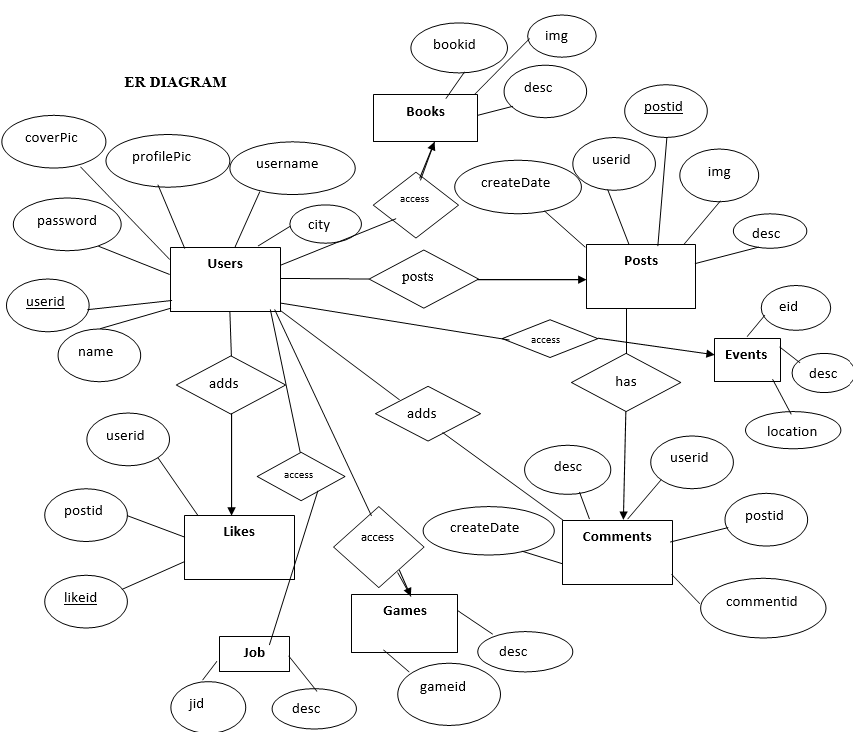 ER DIAGRAM
bookid
img
desc
Books
coverPic
profilePic
username
access
createDate
userid
postid
img
password
city
desc
Users
posts
Posts
userid
name
access
eid
Events
desc
adds
adds
has
location
userid
access
desc
userid
postid
Likes
access
createDate
Comments
postid
likeid
Games
commentid
Job
desc
jid
desc
gameid